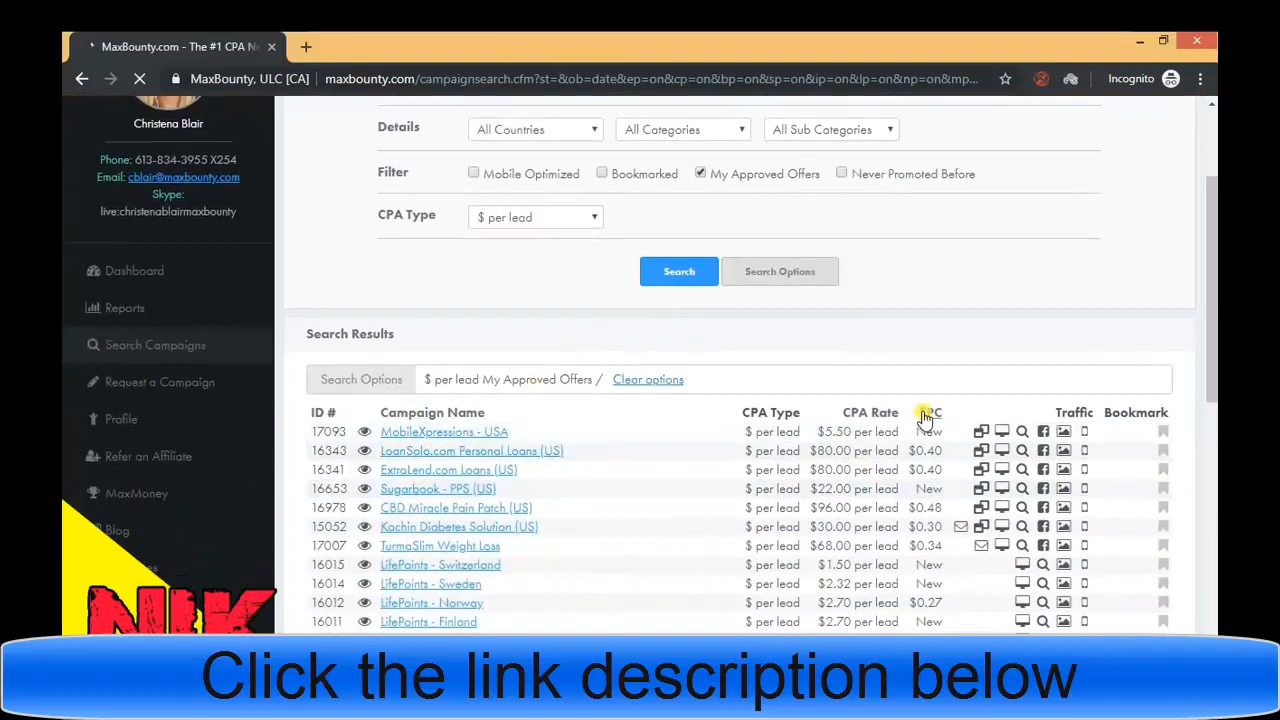 MaxBounty.com - The #1 CPA Ne
MaxBounty, ULC [CA] maxbounty.com/campaignsearch.cfm?st=&ob=date&ep=on&cp=on&bp=on&sp=on&ip=on&lp=on&np=on&mp... Incognito
Christena Blair
Phone: 613-834-3955 X254
Email: cblair@maxbounty.com
Skype:
live:christenablairmaxbounty
Dashboard
Reports
Search Campaigns
Request a Campaign
Profile
Refer an Affiliate
MaxMoney
Blog
NIK
Details All Countries All Categories All Sub Categories
Filter Mobile Optimized Bookmarked My Approved Offers Never Promoted Before
CPA Type $ per lead
Search Search Options
Search Results
Search Options $ per lead My Approved Offers / Clear options
ID # Campaign Name CPA Type CPA Rate EPC Traffic Bookmark
17093 MobileXpressions - USA $ per lead $5.50 per lead New
16343 LoanSolo.com Personal Loans (US) $ per lead $80.00 per lead $0.40
16341 ExtroLend.com Loans (US) $ per lead $80.00 per lead $0.40
16653 Sugarbook - PPS (US) $ per lead $22.00 per lead New
16978 CBD Miracle Pain Patch (US) $ per lead $96.00 per lead $0.48
15052 Kachin Diabetes Solution (US) $ per lead $30.00 per lead $0.30
17007 TurmaSlim Weight Loss $ per lead $68.00 per lead $0.34
16015 LifePoints - Switzerland $ per lead $1.50 per lead New
16014 LifePoints - Sweden $ per lead $2.32 per lead New
16012 LifePoints - Norway $ per lead $2.70 per lead $0.27
16011 LifePoints - Finland $ per lead $2.70 per lead New
Click the link description below